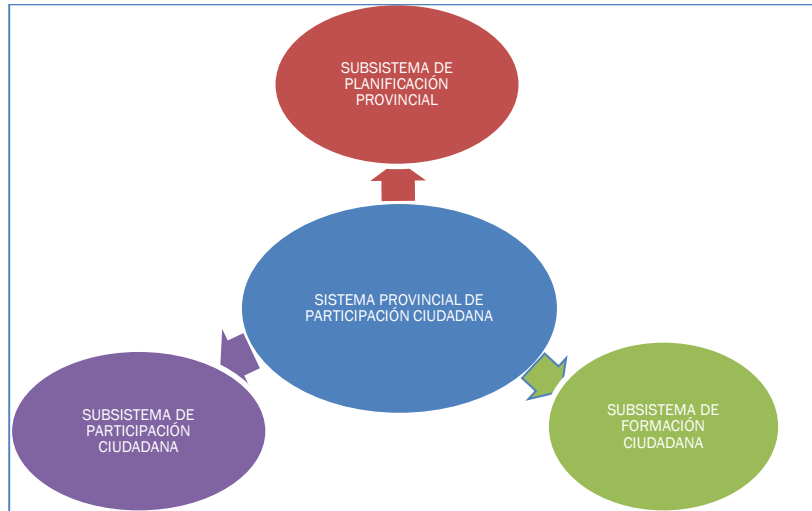 SUBSISTEMA DE
PLANIFICACIÓN
PROVINCIAL
SISTEMA PROVINCIAL DE
PARTICIPACIÓN CIUDADANA
SUBSISTEMA DE
PARTICIPACIÓN
CIUDADANA
SUBSISTEMA DE
FORMACIÓN
CIUDADANA